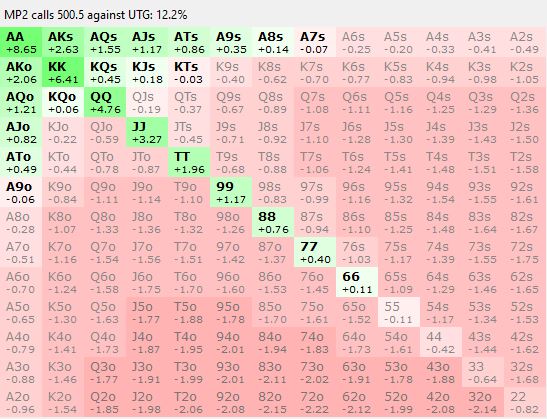 MP2 calls 500.5 against UTG: 12.2%
AA AKs AQs AJs ATs A9s A8s A7s A6s A5s A4s A3s A2s
+8.65 +2.63 +1.55 +1.17 +0.86 +0.35 +0.14 -0.07 -0.25 -0.20 -0.33 -0.41 -0.49
AKo KK KQs KJs KTs K9s K8s K7s K6s K5s K4s K3s K2s
+2.06 +6.41 +0.45 +0.18 -0.03 -0.40 -0.62 -0.70 -0.77 -0.83 -0.94 -0.98 -1.05
AQo KQo QQ QJs QTs Q9s Q8s Q7s Q6s Q5s Q4s Q3s Q2s
+1.21 +0.06 +4.76 -0.19 -0.37 -0.67 -0.89 -1.08 -1.11 -1.16 -1.25 -1.29 -1.36
AJo KJo QJo JJ JTs J9s J8s J7s J6s J5s J4s J3s J2s
+0.82 -0.22 -0.59 +3.27 -0.45 -0.71 -0.92 -1.10 -1.28 -1.30 -1.39 -1.43 -1.50
ATo KTo QTo JTo TT T9s T8s T7s T6s T5s T4s T3s T2s
+0.49 -0.44 -0.78 -0.87 +1.96 -0.68 -0.88 -1.06 -1.24 -1.41 -1.48 -1.51 -1.58
A9o K9o Q9o J9o T9o 99 98s 97s 96s 95s 94s 93s 92s
-0.06 -0.84 -1.11 -1.14 -1.10 +1.17 -0.83 -0.99 -1.16 -1.32 -1.51 -1.54 -1.61
A8o K8o Q8o J8o T8o 98o 88 87s 86s 85s 84s 83s 82s
-0.28 -1.07 -1.33 -1.36 -1.32 -1.26 +0.76 -0.94 -1.10 -1.25 -1.48 -1.64 -1.67
A7o K7o Q7o J7o T7o 97o 87o 77 76s 75s 74s 73s 72s
-0.51 -1.16 -1.54 -1.56 -1.51 -1.42 -1.37 +0.40 -1.03 -1.17 -1.39 -1.55 -1.75
A6o K6o Q6o J6o T6o 96o 86o 76o 66 65s 64s 63s 62s
-0.70 -1.24 -1.58 -1.75 -1.70 -1.60 -1.53 -1.45 +0.11 -1.09 -1.29 -1.46 -1.65
A5o K5o Q5o J5o T5o 95o 85o 75o 65o 55 54s 53s 52s
-0.65 -1.30 -1.63 -1.77 -1.88 -1.78 -1.70 -1.61 -1.52 -0.11 -1.17 -1.34 -1.53
A4o K4o Q4o J4o T4o 94o 84o 74o 64o 54o 44 43s 42s
-0.79 -1.41 -1.73 -1.87 -1.95 -2.01 -1.94 -1.83 -1.73 -1.61 -0.42 -1.44 -1.62
A3o K3o Q3o J3o T3o 93o 83o 73o 63o 53o 43o 33 32s
-0.88 -1.46 -1.77 -1.91 -1.99 -2.01 -2.11 -2.02 -1.91 -1.78 -1.88 -0.64 -1.68
A2o K2o Q2o J2o T2o 92o 82o 72o 62o 52o 42o 32o 22
-0.96 -1.54 -1.85 -1.98 -2.06 -2.08 -2.15 -2.22 -2.12 -1.99 -2.08 -2.14 -0.82